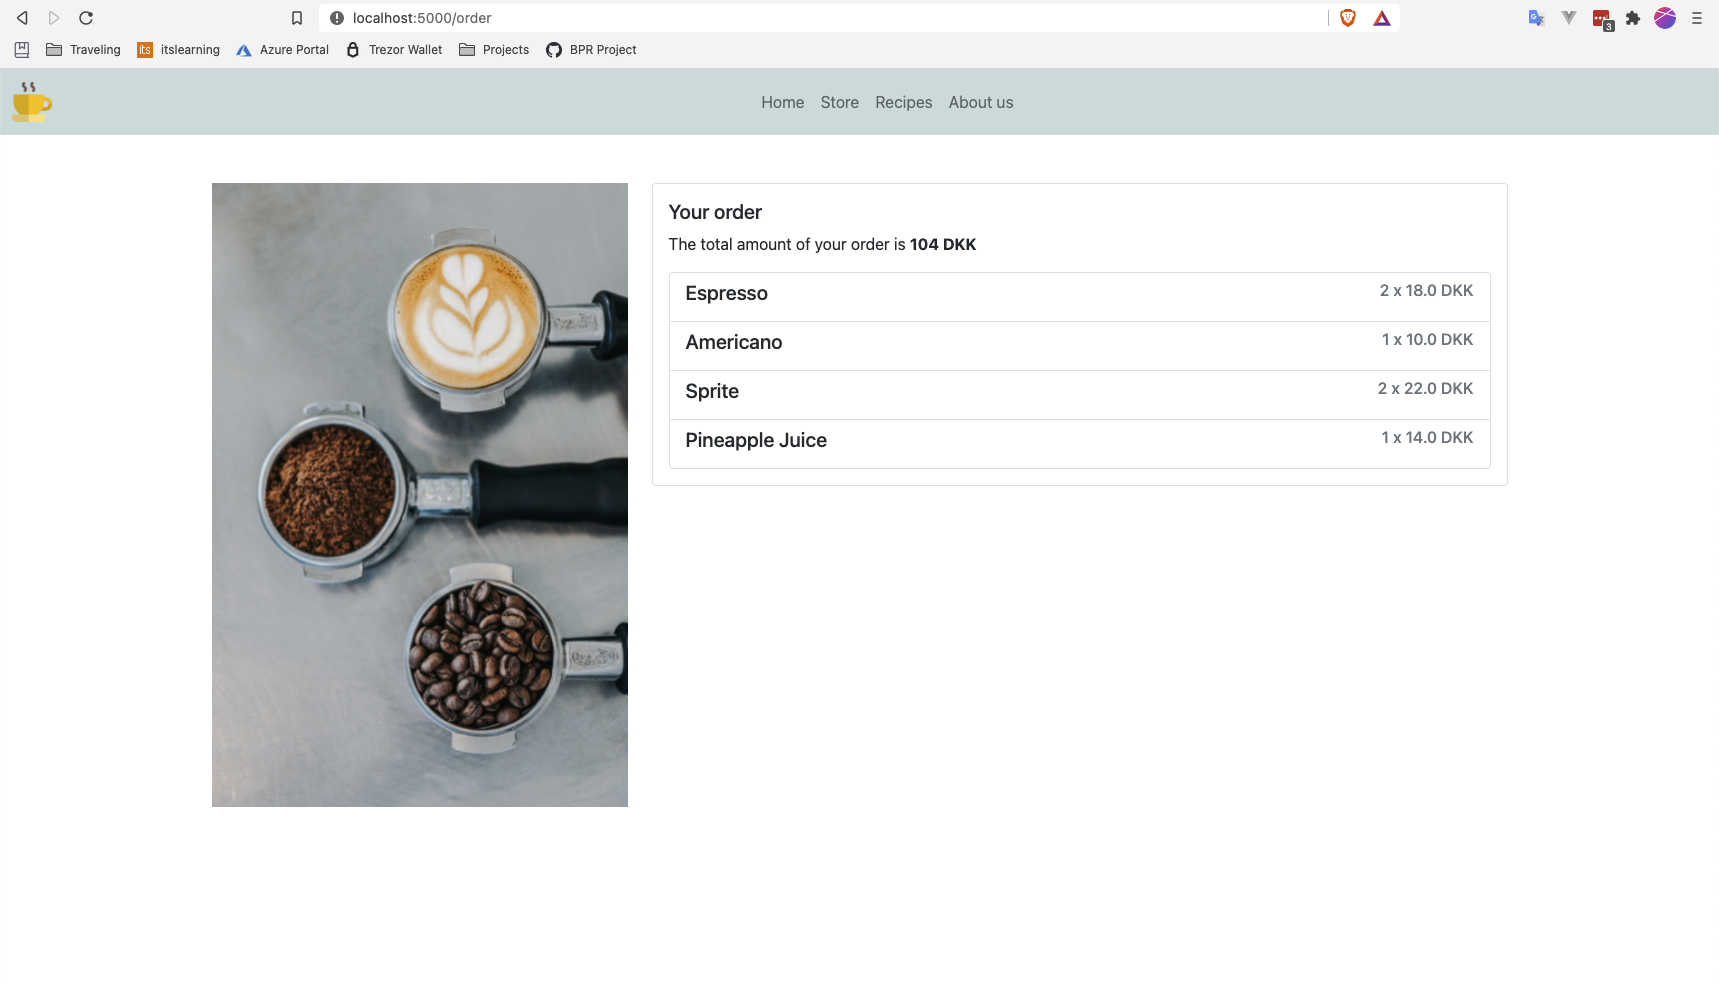 localhost:5000/order
3
Traveling its itslearning Azure Portal Trezor Wallet Projects BPR Project
Home Store Recipes About us
Your order
The total amount of your order is 104 DKK
Espresso 2 x 18.0 DKK
Americano 1 x 10.0 DKK
Sprite 2 x 22.0 DKK
Pineapple Juice 1 x 14.0 DKK